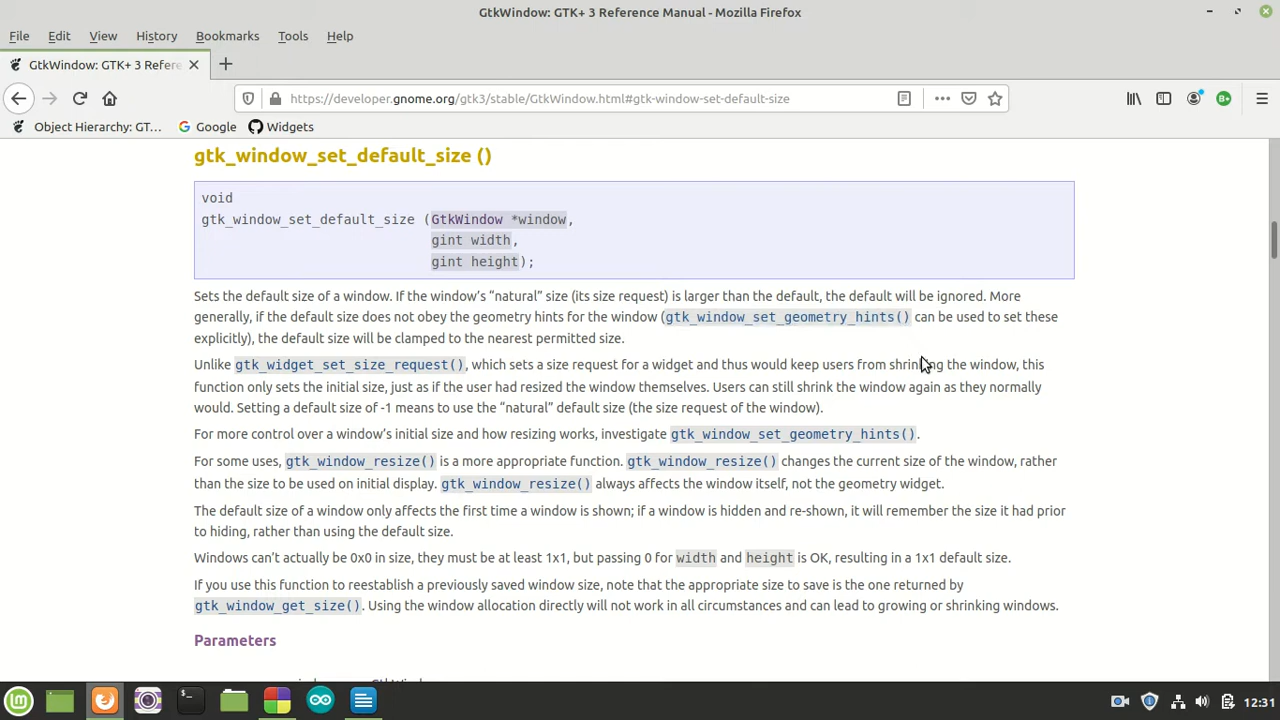 GtkWindow: GTK+ 3 Reference Manual - Mozilla Firefox
File Edit View History Bookmarks Tools Help
GtkWindow: GTK+ 3 Refere
https://developer.gnome.org/gtk3/stable/GtkWindow.html#gtk-window-set-default-size
Object Hierarchy: GT… Google Widgets
gtk_window_set_default_size ()
void
gtk_window_set_default_size (GtkWindow *window,
gint width,
gint height);
Sets the default size of a window. If the window's “natural” size (its size request) is larger than the default, the default will be ignored. More
generally, if the default size does not obey the geometry hints for the window (gtk_window_set_geometry_hints() can be used to set these
explicitly), the default size will be clamped to the nearest permitted size.
Unlike gtk_widget_set_size_request(), which sets a size request for a widget and thus would keep users from shrinking the window, this
function only sets the initial size, just as if the user had resized the window themselves. Users can still shrink the window again as they normally
would. Setting a default size of -1 means to use the “natural” default size (the size request of the window).
For more control over a window's initial size and how resizing works, investigate gtk_window_set_geometry_hints().
For some uses, gtk_window_resize() is a more appropriate function. gtk_window_resize() changes the current size of the window, rather
than the size to be used on initial display. gtk_window_resize() always affects the window itself, not the geometry widget.
The default size of a window only affects the first time a window is shown; if a window is hidden and re-shown, it will remember the size it had prior
to hiding, rather than using the default size.
Windows can't actually be 0x0 in size, they must be at least 1x1, but passing 0 for width and height is OK, resulting in a 1x1 default size.
If you use this function to reestablish a previously saved window size, note that the appropriate size to save is the one returned by
gtk_window_get_size(). Using the window allocation directly will not work in all circumstances and can lead to growing or shrinking windows.
Parameters
12:31